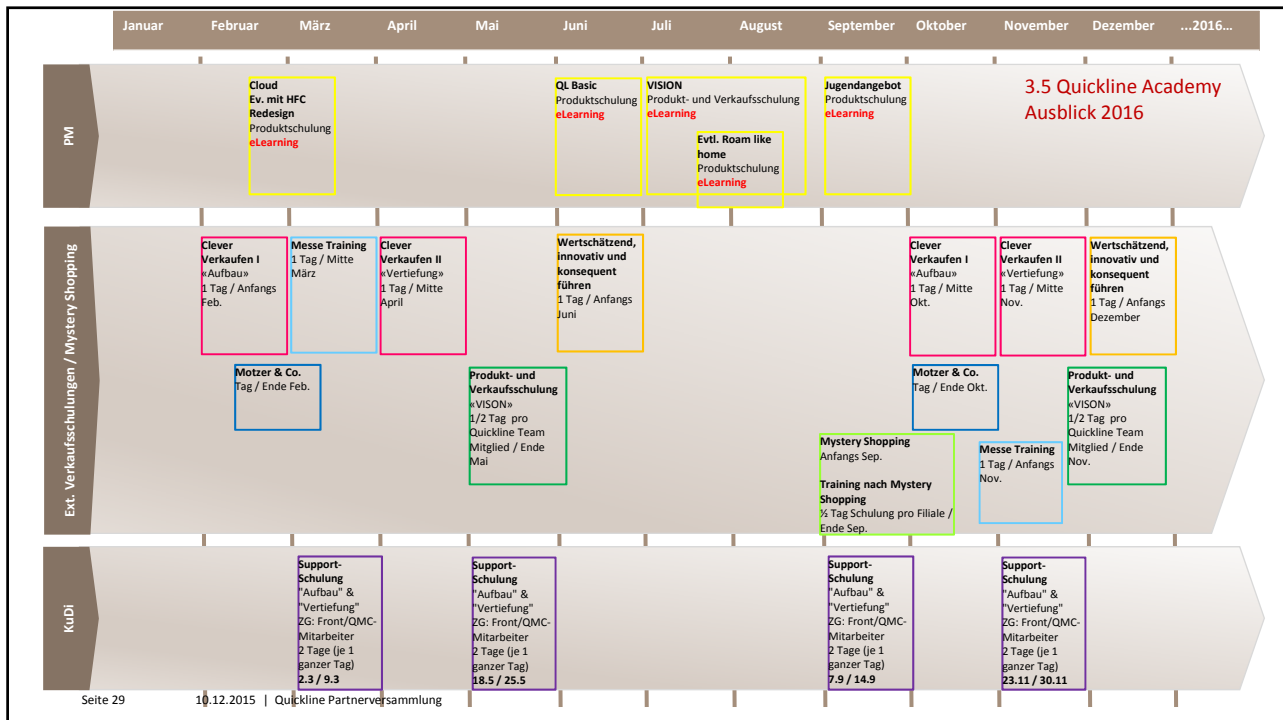 Januar Februar März April Mai Juni Juli August September Oktober November Dezember ...2016...
3.5 Quickline Academy
Ausblick 2016
PM
Cloud
Ev. mit HFC
Redesign
Produktschulung
eLearning
QL Basic
Produktschulung
eLearning
VISION
Produkt- und Verkaufsschulung
eLearning
Evtl. Roam like
home
Produktschulung
eLearning
Jugendangebot
Produktschulung
eLearning
Ext. Verkaufsschulungen / Mystery Shopping
Clever
Verkaufen I
«Aufbau»
1 Tag / Anfangs
Feb.
Messe Training
1 Tag / Mitte
März
Clever
Verkaufen II
«Vertiefung»
1 Tag / Mitte
April
Wertschätzend,
innovativ und
konsequent
führen
1 Tag / Anfangs
Juni
Clever
Verkaufen I
«Aufbau»
1 Tag / Mitte
Okt.
Clever
Verkaufen II
«Vertiefung»
1 Tag / Mitte
Nov.
Wertschätzend,
innovativ und
konsequent
führen
1 Tag / Anfangs
Dezember
Motzer & Co.
Tag / Ende Feb.
Produkt- und
Verkaufsschulung
«VISON»
1/2 Tag pro
Quickline Team
Mitglied / Ende
Mai
Motzer & Co.
Tag / Ende Okt.
Produkt- und
Verkaufsschulung
«VISON»
1/2 Tag pro
Quickline Team
Mitglied / Ende
Nov.
Mystery Shopping
Anfangs Sep.
Training nach Mystery
Shopping
½ Tag Schulung pro Filiale /
Ende Sep.
Messe Training
1 Tag / Anfangs
Nov.
KuDi
Support-
Schulung
"Aufbau" &
"Vertiefung"
ZG: Front/QMC-
Mitarbeiter
2 Tage (je 1
ganzer Tag)
2.3 / 9.3
Support-
Schulung
"Aufbau" &
"Vertiefung"
ZG: Front/QMC-
Mitarbeiter
2 Tage (je 1
ganzer Tag)
18.5 / 25.5
Support-
Schulung
"Aufbau" &
"Vertiefung"
ZG: Front/QMC-
Mitarbeiter
2 Tage (je 1
ganzer Tag)
7.9 / 14.9
Support-
Schulung
"Aufbau" &
"Vertiefung"
ZG: Front/QMC-
Mitarbeiter
2 Tage (je 1
ganzer Tag)
23.11 / 30.11
Seite 29 10.12.2015 | Quickline Partnerversammlung